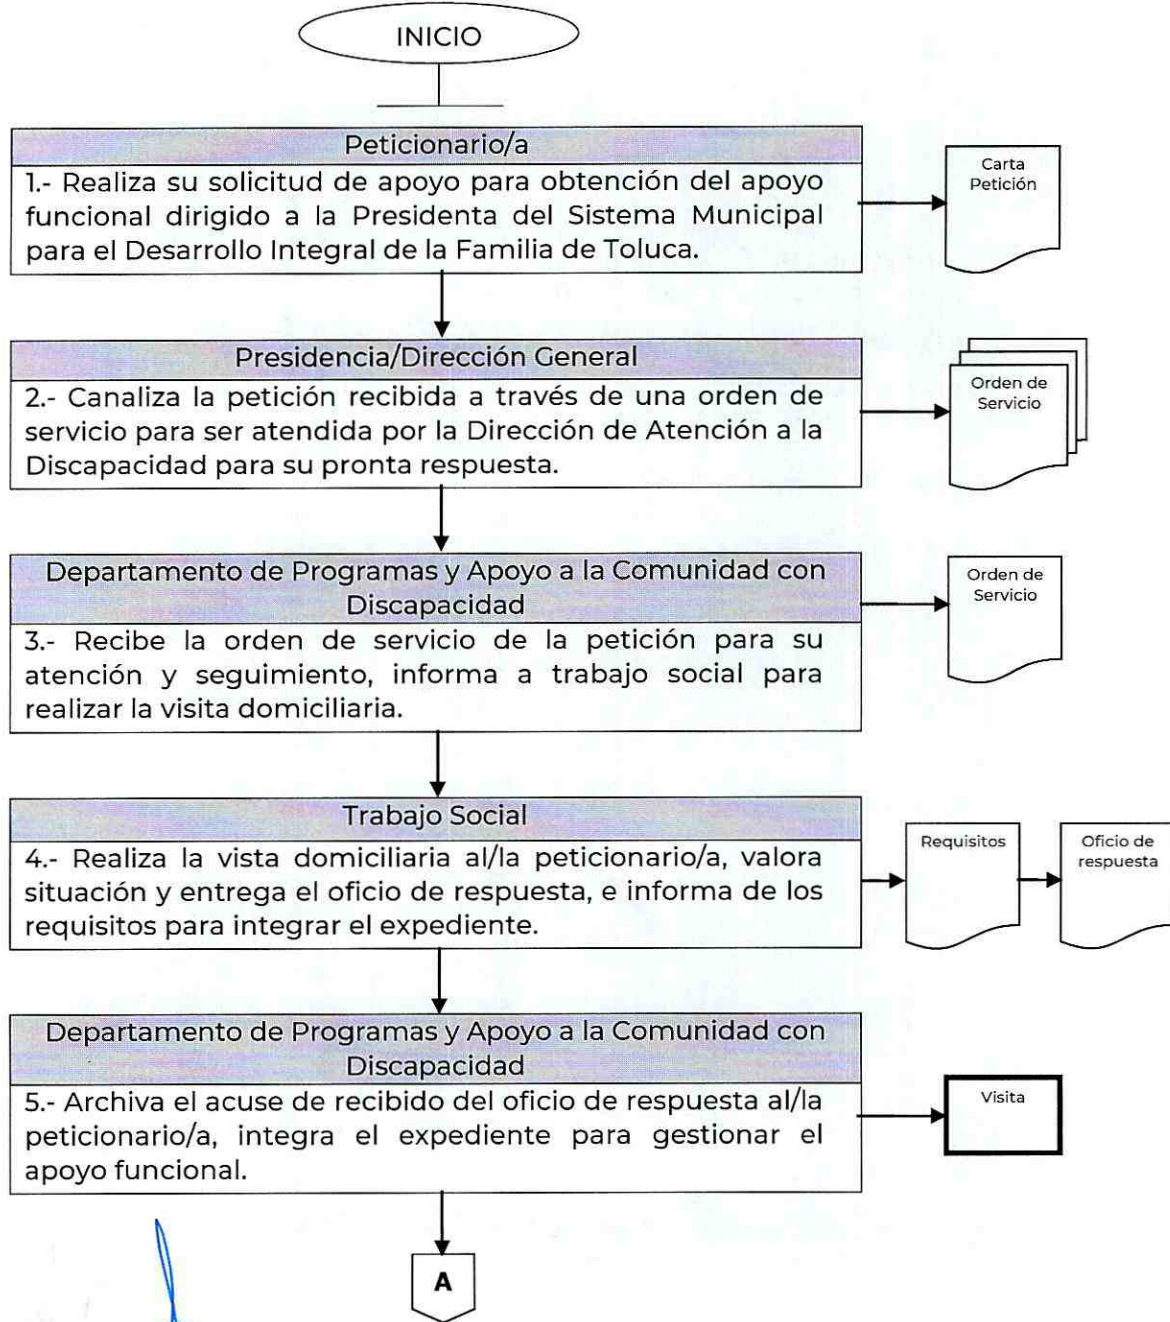 INICIO
Peticionario/a
1.- Realiza su solicitud de apoyo para obtención del apoyo
funcional dirigido a la Presidenta del Sistema Municipal
para el Desarrollo Integral de la Familia de Toluca.
Carta
Petición
Presidencia/Dirección General
2.- Canaliza la petición recibida a través de una orden de
servicio para ser atendida por la Dirección de Atención a la
Discapacidad para su pronta respuesta.
Orden de
Servicio
Departamento de Programas y Apoyo a la Comunidad con
Discapacidad
3.- Recibe la orden de servicio de la petición para su
atención y seguimiento, informa a trabajo social para
realizar la visita domiciliaria.
Orden de
Servicio
Trabajo Social
4.- Realiza la vista domiciliaria al/la peticionario/a, valora
situación y entrega el oficio de respuesta, e informa de los
requisitos para integrar el expediente.
Requisitos
Oficio de
respuesta
Departamento de Programas y Apoyo a la Comunidad con
Discapacidad
5.- Archiva el acuse de recibido del oficio de respuesta al/la
peticionario/a, integra el expediente para gestionar el
apoyo funcional.
Visita
A